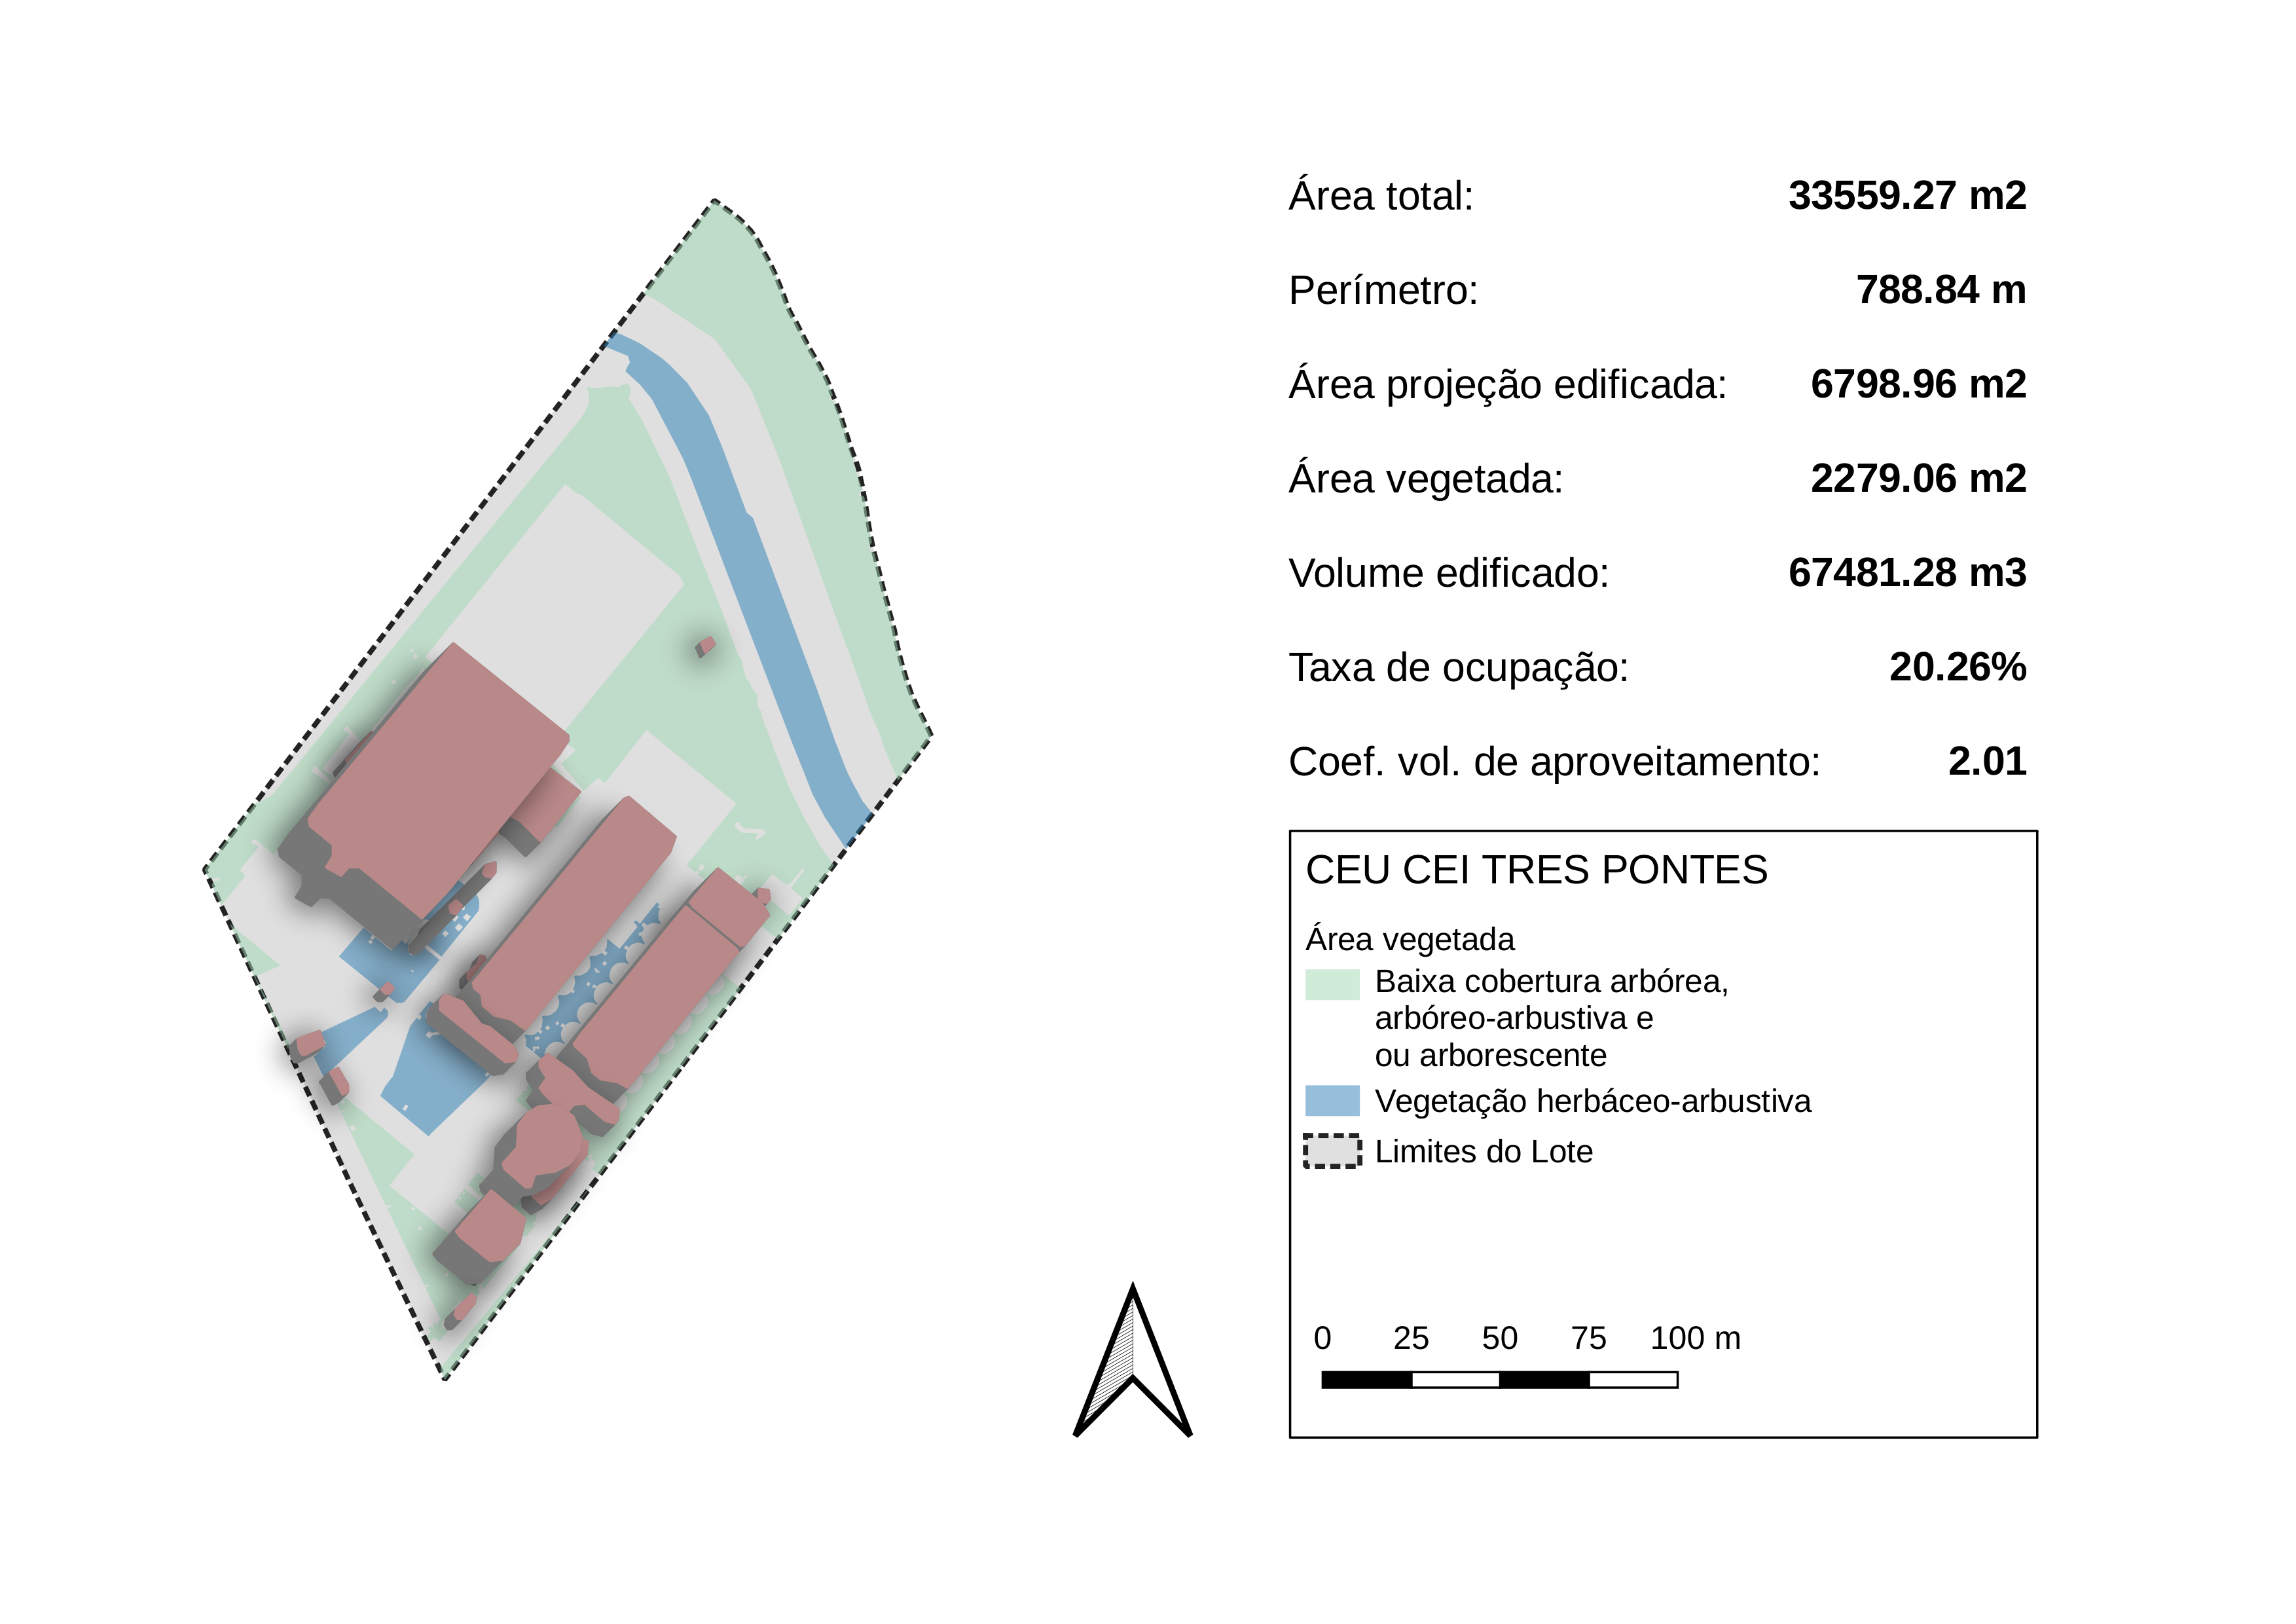 Área total: 33559.27 m2
Perímetro: 788.84 m
Área projeção edificada: 6798.96 m2
Área vegetada: 2279.06 m2
Volume edificado: 67481.28 m3
Taxa de ocupação: 20.26%
Coef. vol. de aproveitamento: 2.01
CEU CEI TRES PONTES
Área vegetada
Baixa cobertura arbórea,
arbóreo-arbustiva e
ou arborescente
Vegetação herbáceo-arbustiva
Limites do Lote
0 25 50 75 100 m